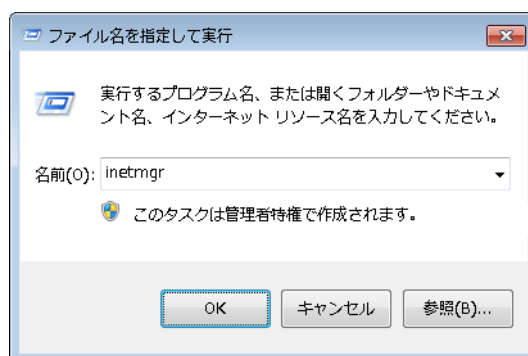 ファイル名を指定して実行
実行するプログラム名、または開くフォルダーやドキュメ
ント名、インターネット リソース名を入力してください。
名前(O): inetmgr
このタスクは管理者特権で作成されます。
OK キャンセル 参照(B)...